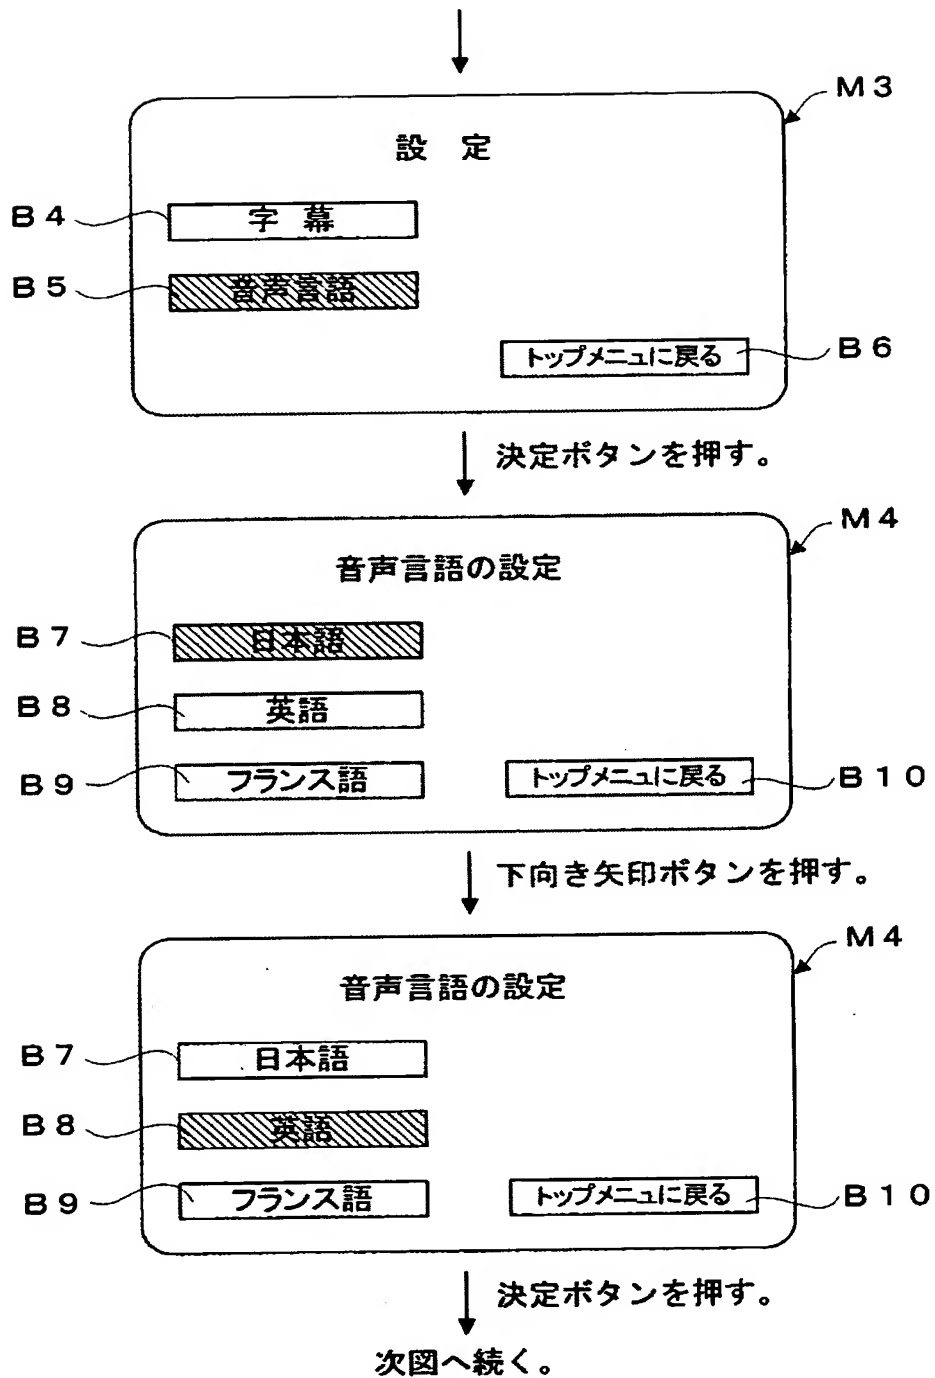 M3
設 定
B4
字 幕
B5
音声言語
トップメニューに戻る
B6
決定ボタンを押す。
M4
音声言語の設定
B7
日本語
B8
英語
B9
フランス語
トップメニューに戻る
B10
下向き矢印ボタンを押す。
M4
音声言語の設定
B7
日本語
B8
英語
B9
フランス語
トップメニューに戻る
B10
決定ボタンを押す。
次図へ続く。